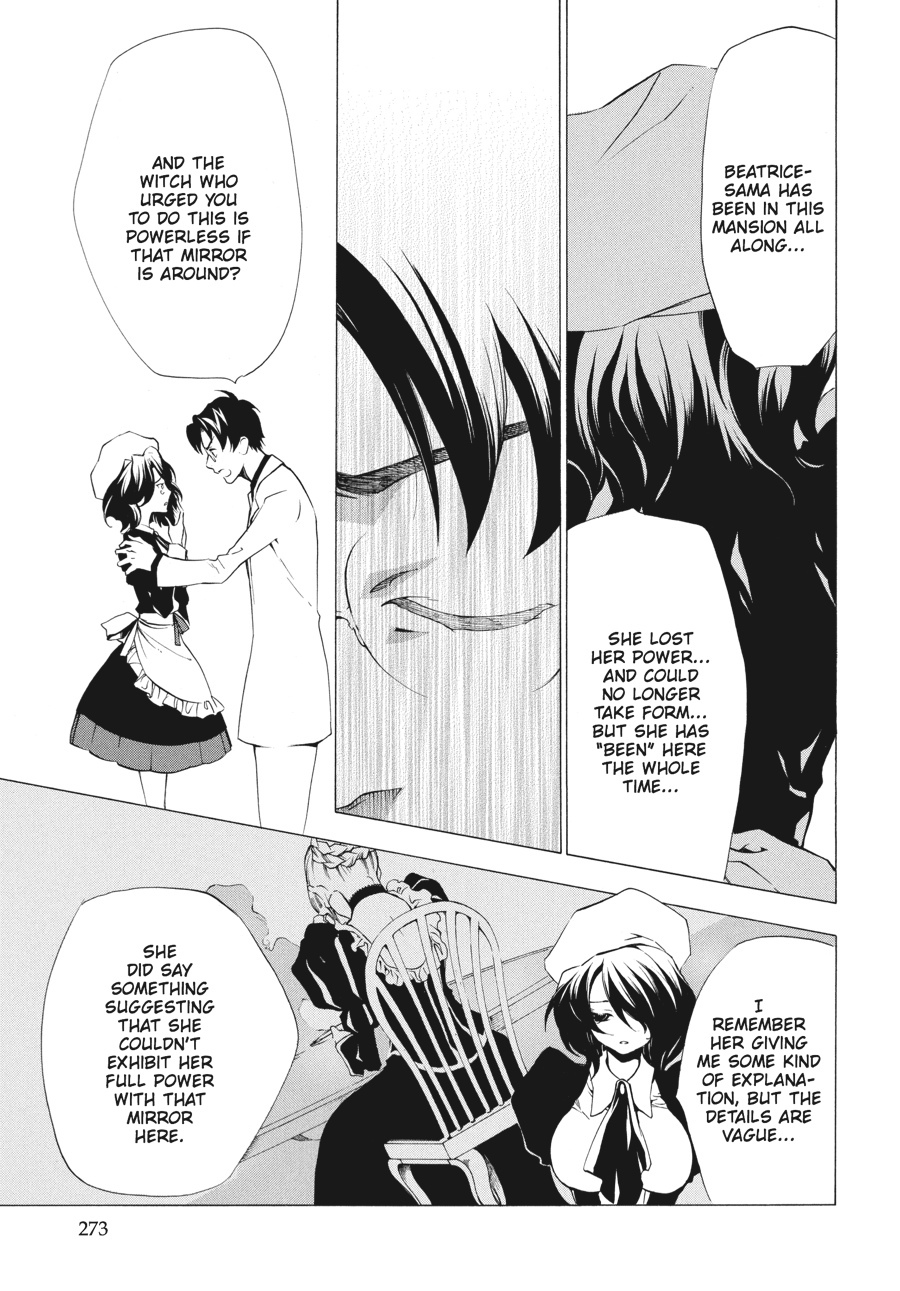 BEATRICE-
SAMA HAS
BEEN IN THIS
MANSION ALL
ALONG...
SHE LOST
HER POWER...
AND COULD
NO LONGER
TAKE FORM...
BUT SHE HAS
"BEEN" HERE
THE WHOLE
TIME...
AND THE
WITCH WHO
URGED YOU
TO DO THIS IS
POWERLESS IF
THAT MIRROR
IS AROUND?
I
REMEMBER
HER GIVING
ME SOME KIND
OF EXPLANA-
TION, BUT THE
DETAILS ARE
VAGUE...
SHE
DID SAY
SOMETHING
SUGGESTING
THAT SHE
COULDN'T
EXHIBIT HER
FULL POWER
WITH THAT
MIRROR
HERE.
273